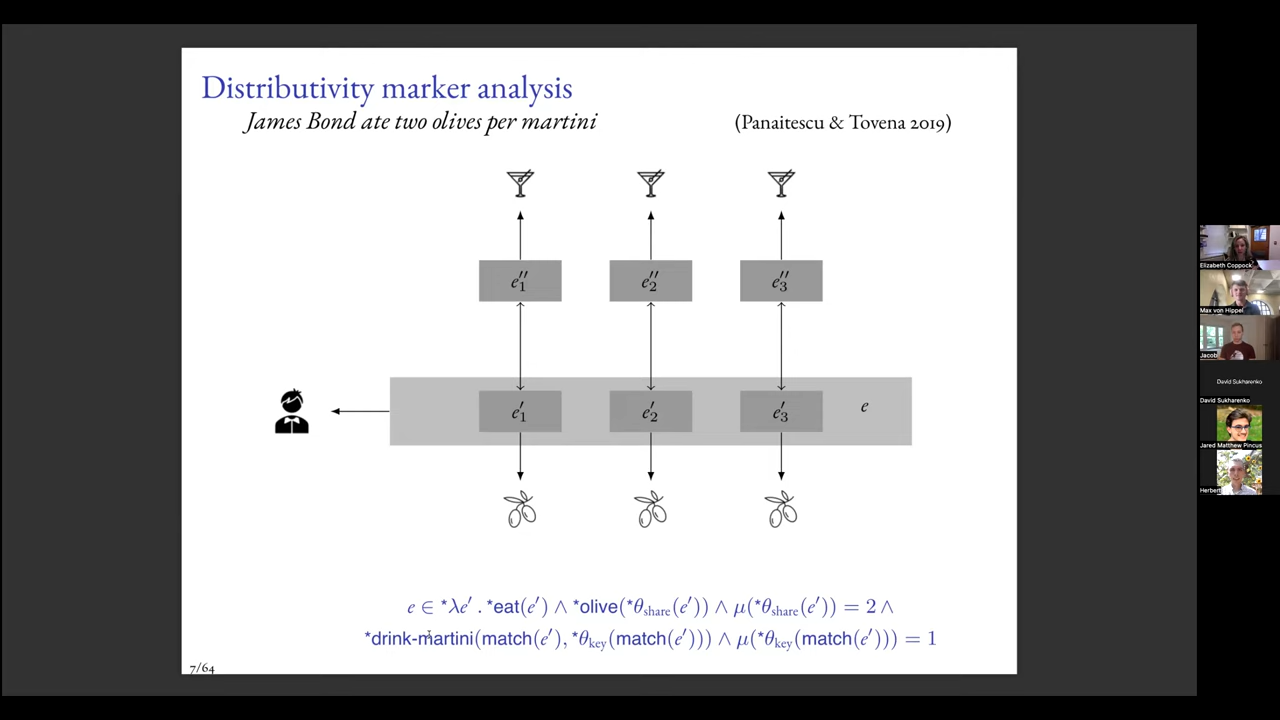 Distributivity marker analysis
James Bond ate two olives per martini
(Panaitescu & Tovena 2019)
e″₁ e″₂ e″₃
e′₁ e′₂ e′₃ e
e ∈ *λe′ . *eat(e′) ∧ *olive(*θshare(e′)) ∧ μ(*θshare(e′)) = 2 ∧
*drink-martini(match(e′), *θkey(match(e′))) ∧ μ(*θkey(match(e′))) = 1
7/64
Elizabeth Coppock
Max von Hippel
Jacob
David Sukharenko
David Sukharenko
Jared Matthew Pincus
Herbert